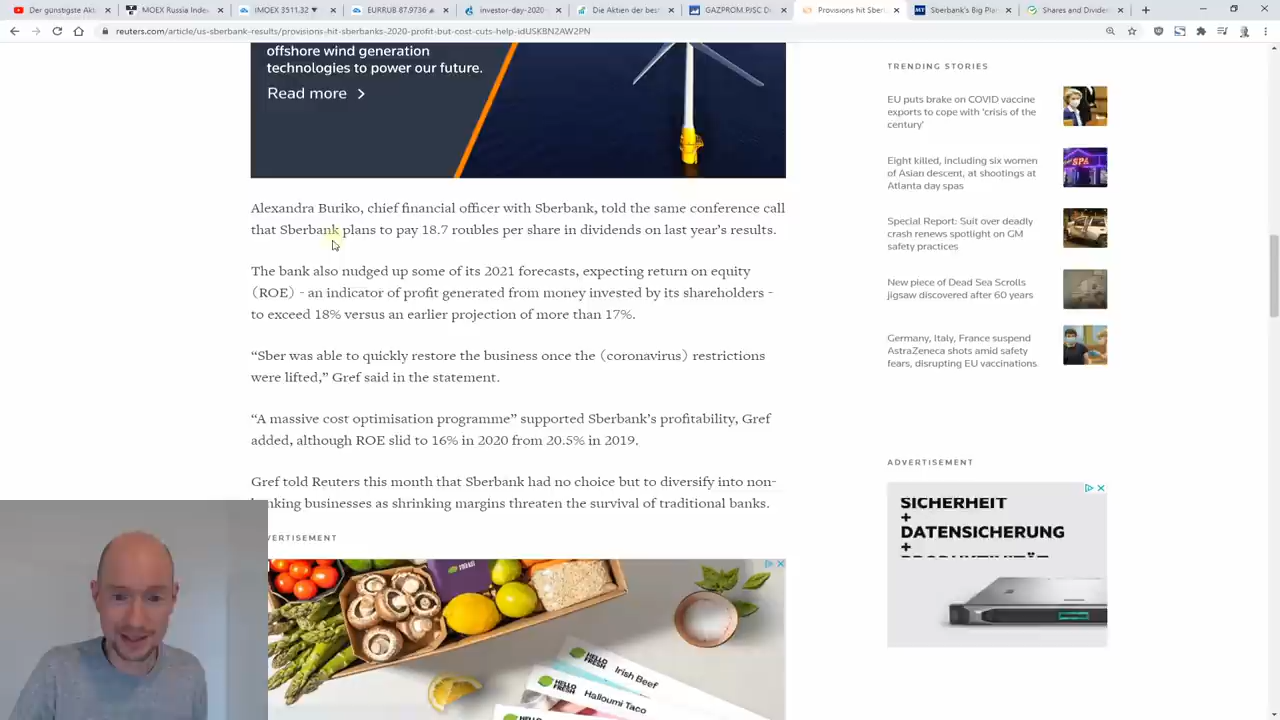 Der günstigste Akt
MOEX Russia Index
IMOEX 3511.32 ▼
EURRUB 87.9736 ▲
investor-day-2020
Die Aktien der best
GAZPROM PJSC D
Provisions hit Sber
Sberbank's Big Pla
Shares and Divide
reuters.com/article/us-sberbank-results/provisions-hit-sberbanks-2020-profit-but-cost-cuts-help-idUSKBN2AW2PN
offshore wind generation
technologies to power our future.
Read more >
Alexandra Buriko, chief financial officer with Sberbank, told the same conference call
that Sberbank plans to pay 18.7 roubles per share in dividends on last year's results.
The bank also nudged up some of its 2021 forecasts, expecting return on equity
(ROE) - an indicator of profit generated from money invested by its shareholders -
to exceed 18% versus an earlier projection of more than 17%.
“Sber was able to quickly restore the business once the (coronavirus) restrictions
were lifted,” Gref said in the statement.
“A massive cost optimisation programme” supported Sberbank's profitability, Gref
added, although ROE slid to 16% in 2020 from 20.5% in 2019.
Gref told Reuters this month that Sberbank had no choice but to diversify into non-
nking businesses as shrinking margins threaten the survival of traditional banks.
VERTISEMENT
HELLO
FRESH
Irish Beef
HELLO
FRESH
Halloumi Taco
TRENDING STORIES
EU puts brake on COVID vaccine
exports to cope with 'crisis of the
century'
Eight killed, including six women
of Asian descent, at shootings at
Atlanta day spas
SPA
Special Report: Suit over deadly
crash renews spotlight on GM
safety practices
New piece of Dead Sea Scrolls
jigsaw discovered after 60 years
Germany, Italy, France suspend
AstraZeneca shots amid safety
fears, disrupting EU vaccinations
ADVERTISEMENT
SICHERHEIT
+
DATENSICHERUNG
+
PRODUKTIVITÄT